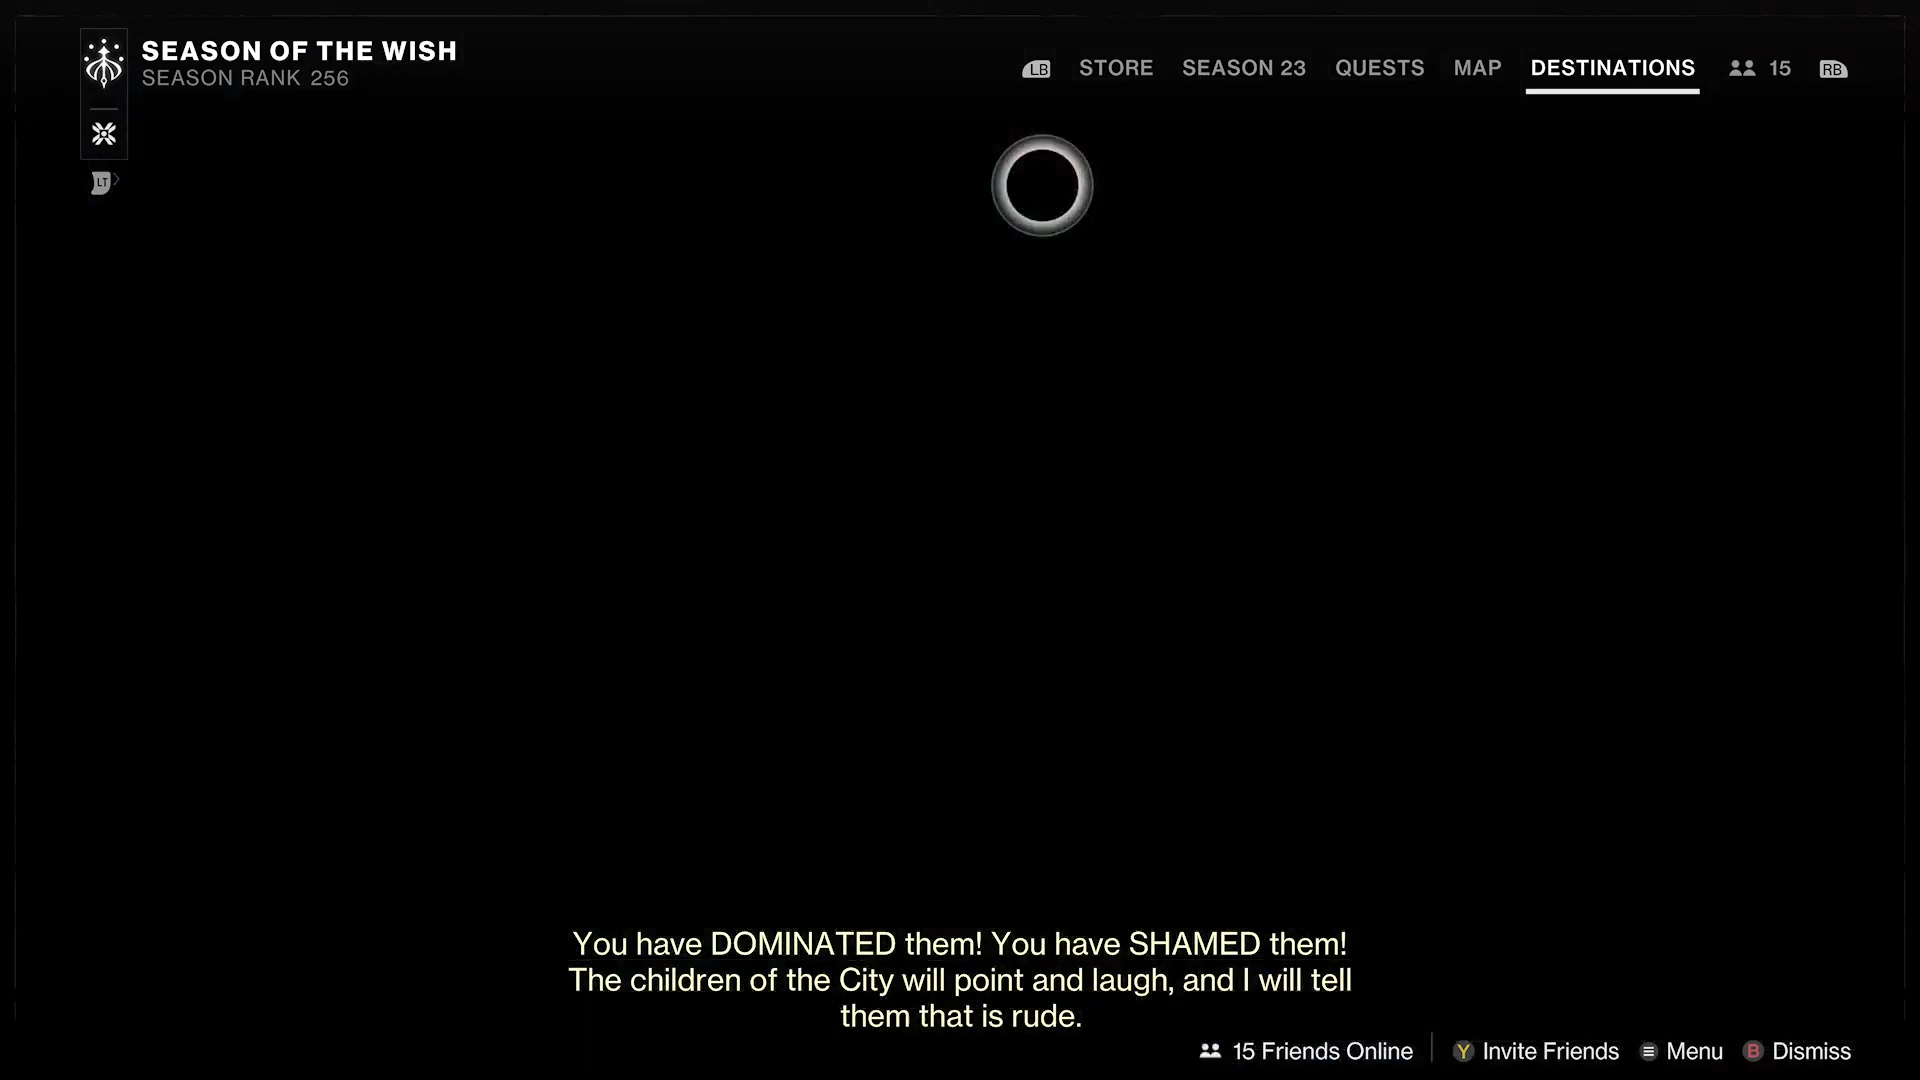 SEASON OF THE WISH
SEASON RANK 256
LB STORE SEASON 23 QUESTS MAP DESTINATIONS 15 RB
LT
You have DOMINATED them! You have SHAMED them!
The children of the City will point and laugh, and I will tell
them that is rude.
15 Friends Online Y Invite Friends Menu B Dismiss